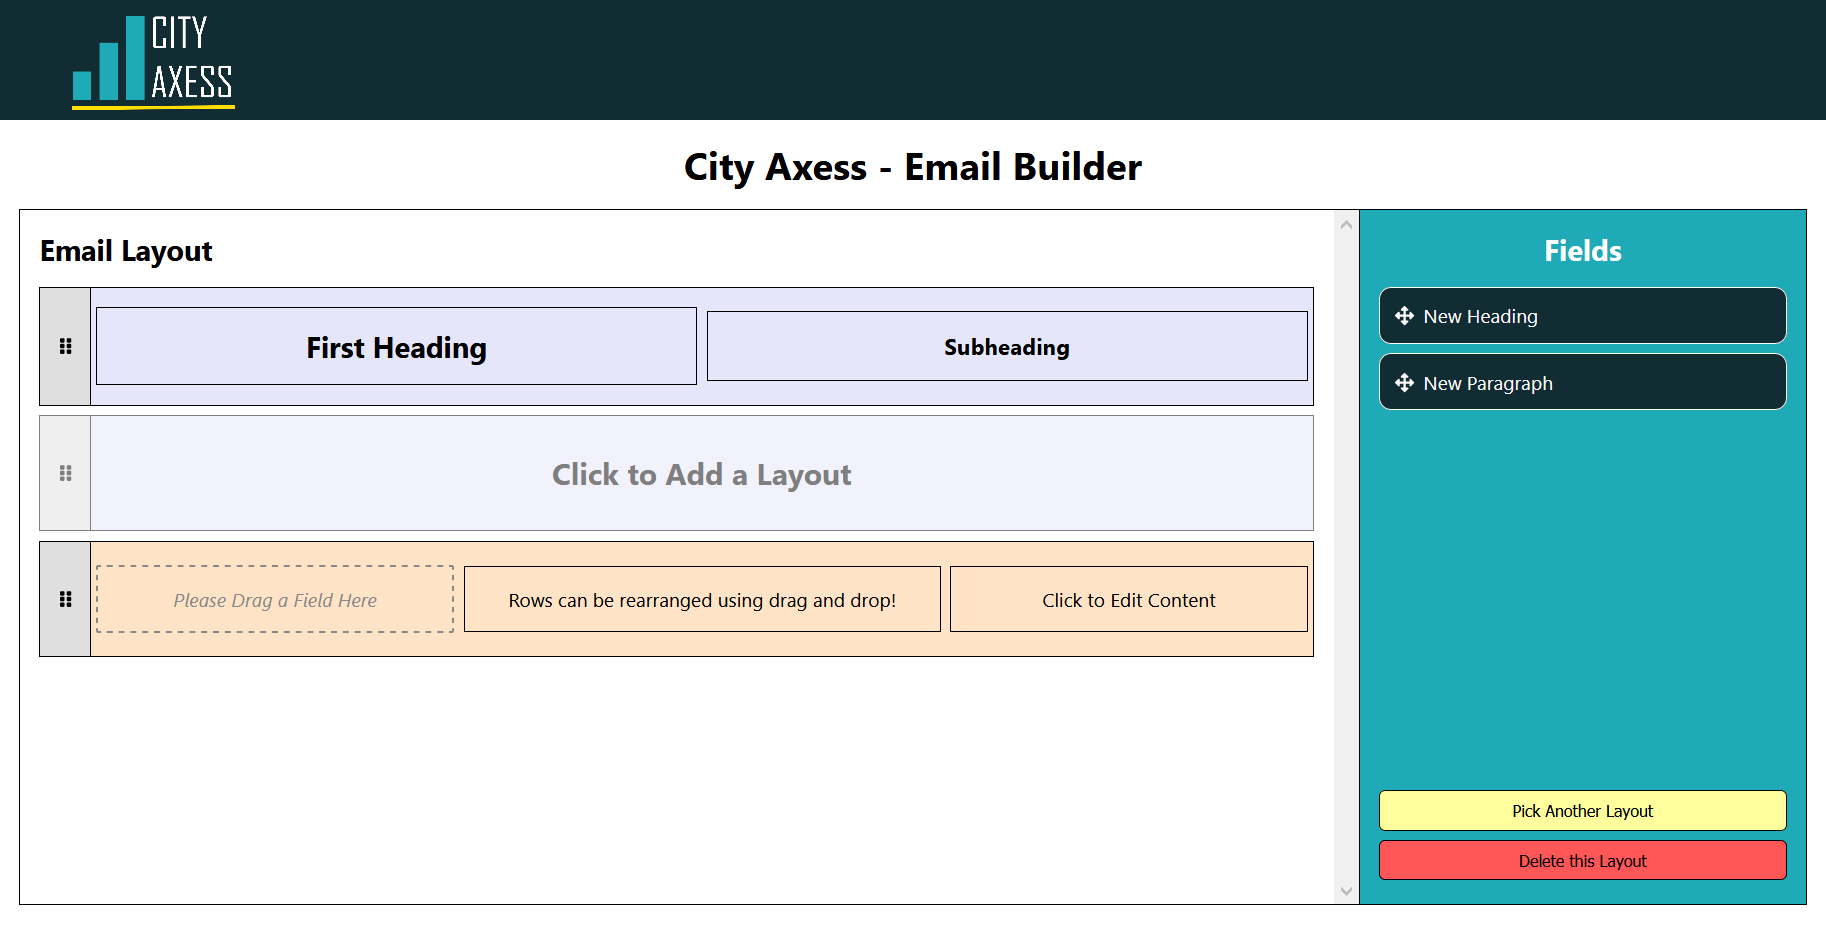 CITY
AXESS
City Axess - Email Builder
Email Layout
First Heading
Subheading
Click to Add a Layout
Please Drag a Field Here
Rows can be rearranged using drag and drop!
Click to Edit Content
Fields
New Heading
New Paragraph
Pick Another Layout
Delete this Layout